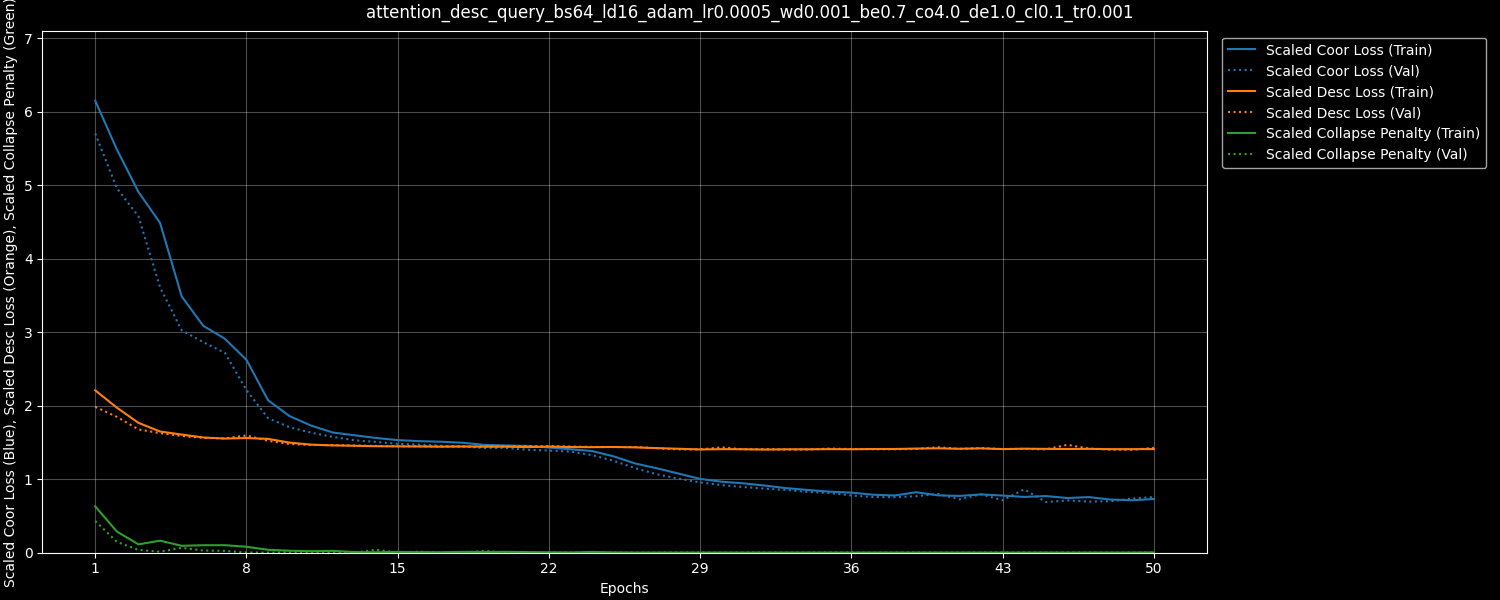 attention_desc_query_bs64_ld16_adam_lr0.0005_wd0.001_be0.7_co4.0_de1.0_cl0.1_tr0.001
Scaled Coor Loss (Blue), Scaled Desc Loss (Orange), Scaled Collapse Penalty (Green)
7
6
5
4
3
2
1
0
1 8 15 22 29 36 43 50
Epochs
Scaled Coor Loss (Train)
Scaled Coor Loss (Val)
Scaled Desc Loss (Train)
Scaled Desc Loss (Val)
Scaled Collapse Penalty (Train)
Scaled Collapse Penalty (Val)